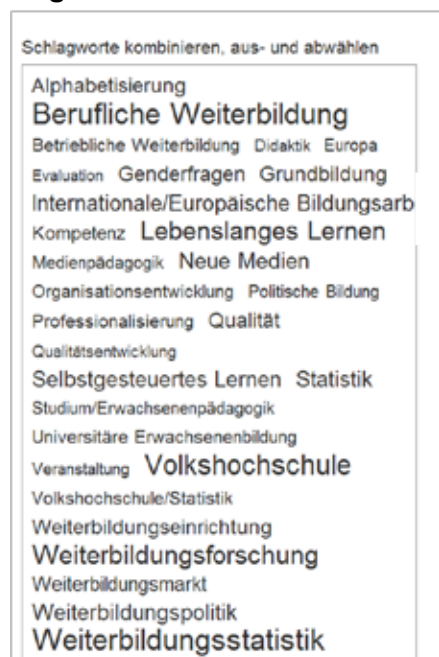 Schlagworte kombinieren, aus- und abwählen
Alphabetisierung
Berufliche Weiterbildung
Betriebliche Weiterbildung Didaktik Europa
Evaluation Genderfragen Grundbildung
Internationale/Europäische Bildungsarb
Kompetenz Lebenslanges Lernen
Medienpädagogik Neue Medien
Organisationsentwicklung Politische Bildung
Professionalisierung Qualität
Qualitätsentwicklung
Selbstgesteuertes Lernen Statistik
Studium/Erwachsenenpädagogik
Universitäre Erwachsenenbildung
Veranstaltung Volkshochschule
Volkshochschule/Statistik
Weiterbildungseinrichtung
Weiterbildungsforschung
Weiterbildungsmarkt
Weiterbildungspolitik
Weiterbildungsstatistik